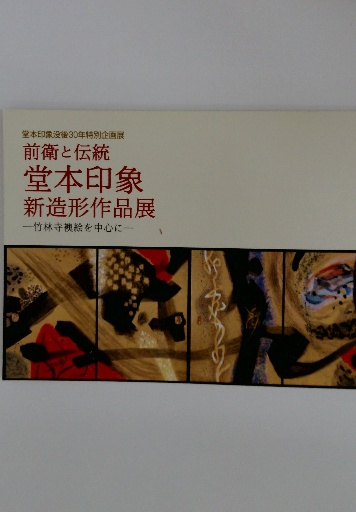 堂本印象没後30年特別企画展
前衛と伝統
堂本印象
新造形作品展
—竹林寺襖絵を中心に—